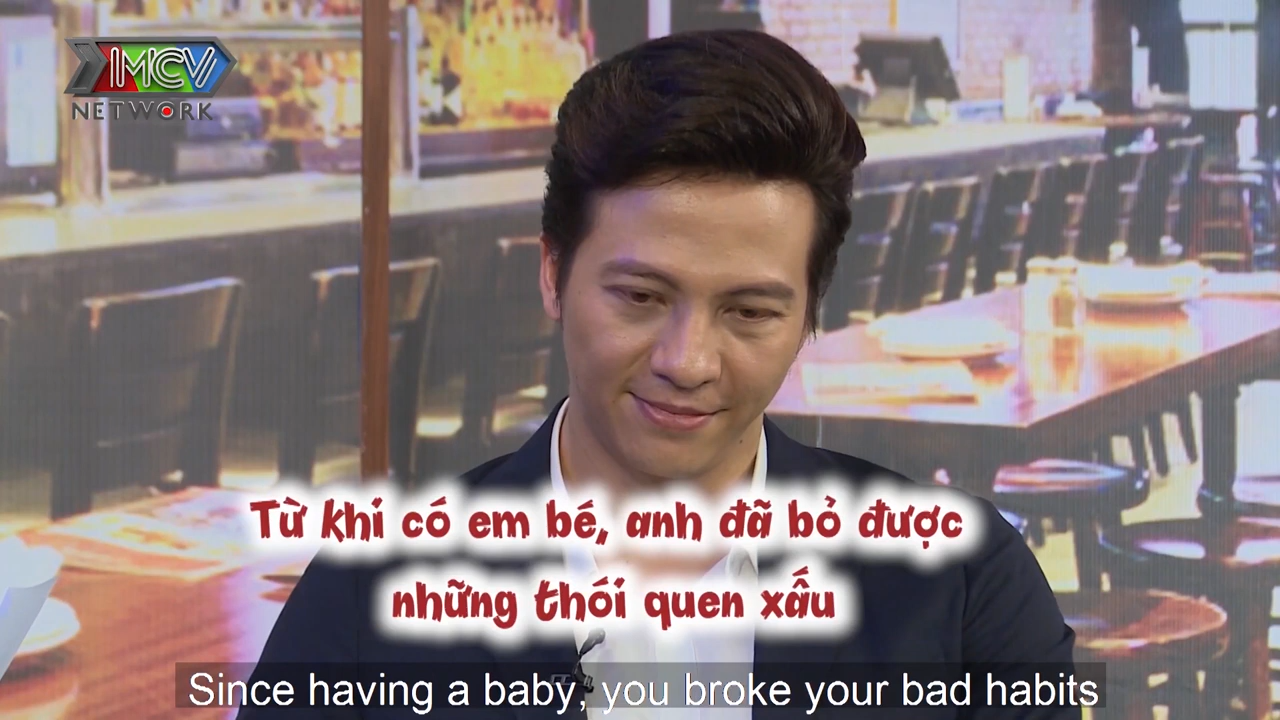 MCV
NETWORK
Từ khi có em bé, anh đã bỏ được
những thói quen xấu
Since having a baby, you broke your bad habits